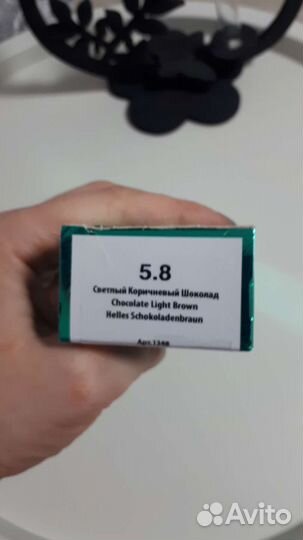 5.8
Светлый Коричневый Шоколад
Chocolate Light Brown
Helles Schokoladenbraun
Avito